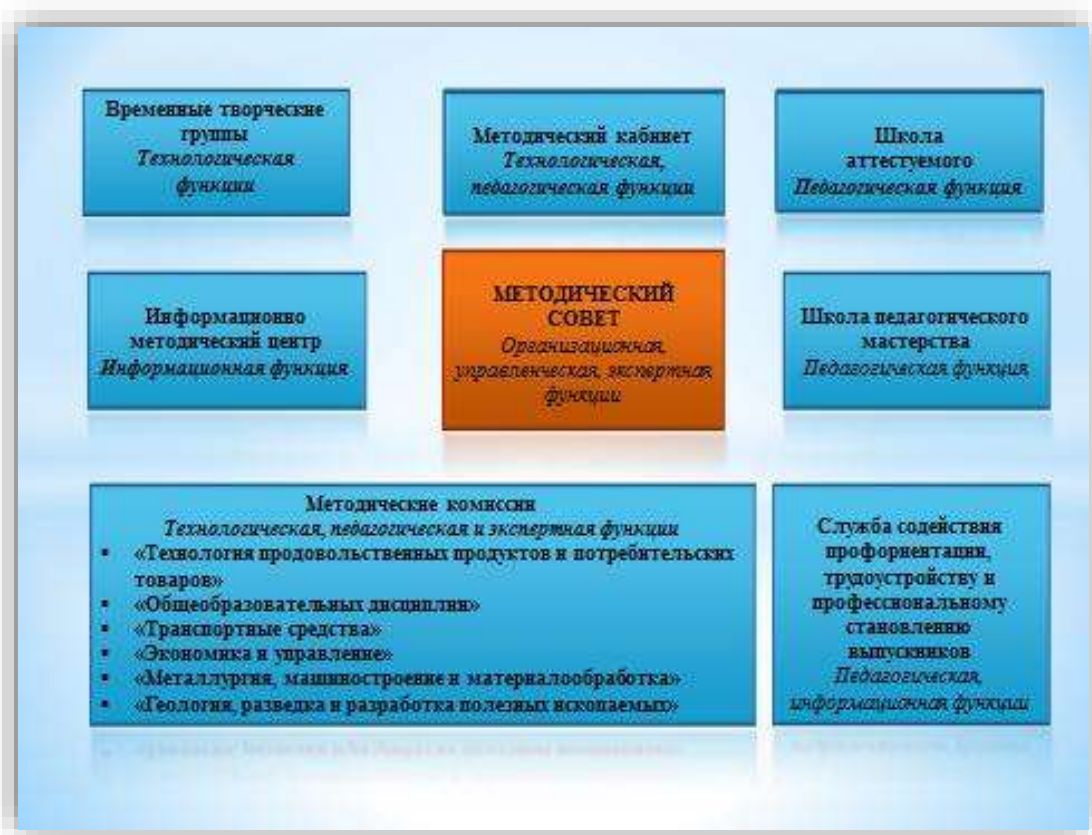 Временные творческие
группы
Технологическая
функции
Методический кабинет
Технологическая,
педагогическая функции
Школа
аттестуемого
Педагогическая функция
Информационно
методический центр
Информационная функция
МЕТОДИЧЕСКИЙ
СОВЕТ
Организационная,
управленческая, экспертная
функции
Школа педагогического
мастерства
Педагогическая функция
Методические комиссии
Технологическая, педагогическая и экспертная функции
▪ «Технология продовольственных продуктов и потребительских
товаров»
▪ «Общеобразовательных дисциплин»
▪ «Транспортные средства»
▪ «Экономика и управление»
▪ «Металлургия, машиностроение и материалообработка»
▪ «Геология, разведка и разработка полезных ископаемых»
Служба содействия
профориентации,
трудоустройству и
профессиональному
становлению
выпускников
Педагогическая,
информационная функции